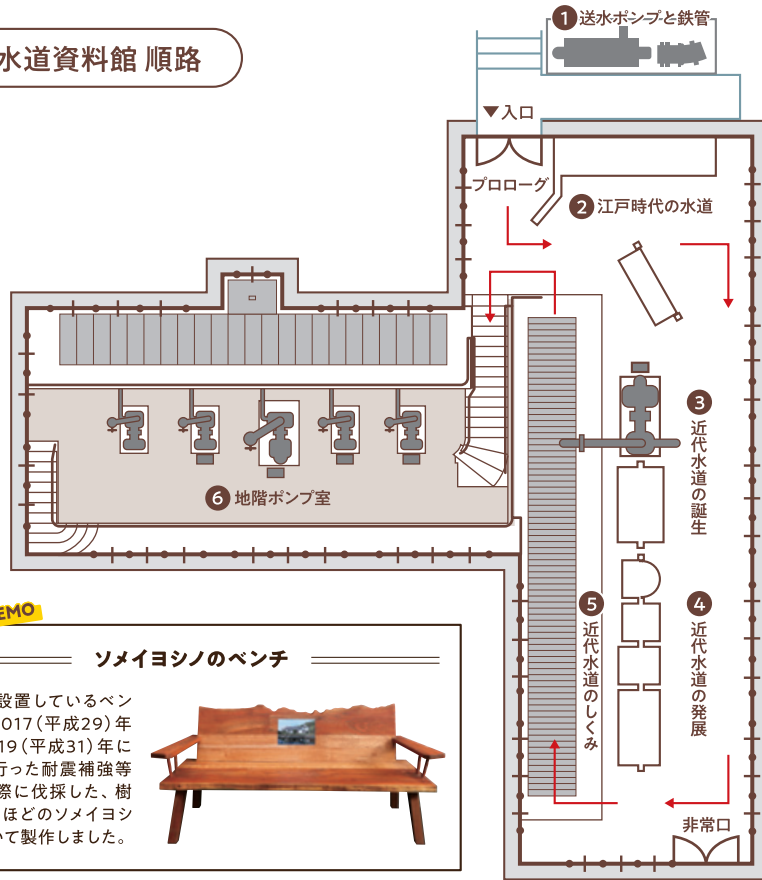 水道資料館 順路
1 送水ポンプと鉄管
▼入口
プロローグ
2 江戸時代の水道
3 近代水道の誕生
4 近代水道の発展
5 近代水道のしくみ
6 地階ポンプ室
非常口
EMO
ソメイヨシノのベンチ
設置しているベン
017(平成29)年
19(平成31)年に
行った耐震補強等
際に伐採した、樹
ほどのソメイヨシ
いて製作しました。